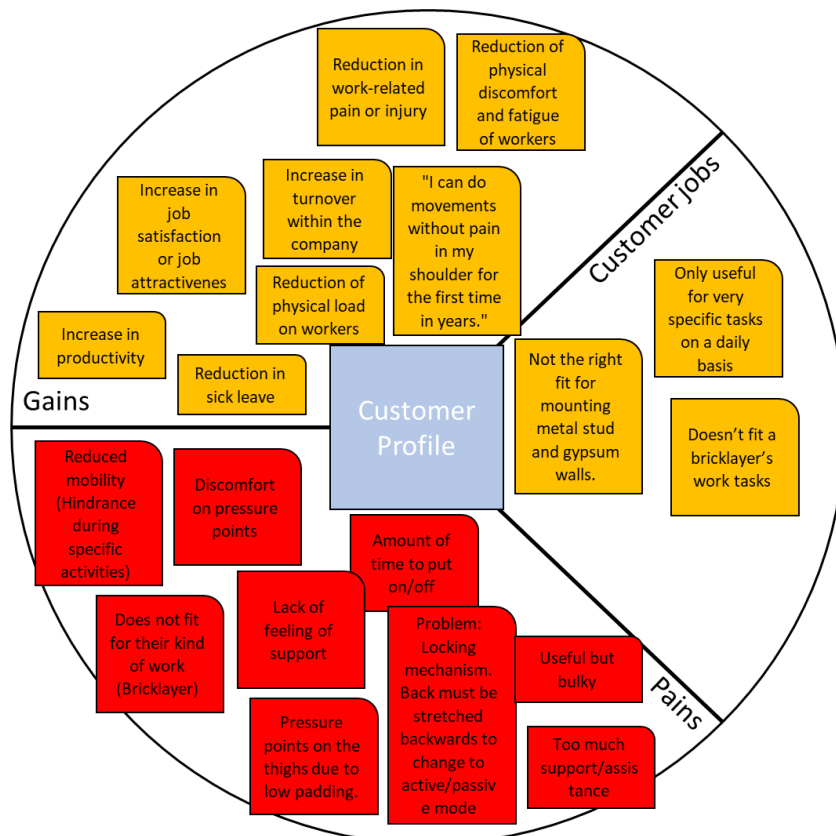 Reduction in
work-related
pain or injury
Reduction of
physical
discomfort
and fatigue
of workers
Increase in
job
satisfaction
or job
attractivenes
Increase in
turnover
within the
company
"I can do
movements
without pain
in my
shoulder for
the first time
in years."
Reduction of
physical load
on workers
Increase in
productivity
Reduction in
sick leave
Gains
Customer jobs
Only useful
for very
specific tasks
on a daily
basis
Not the right
fit for
mounting
metal stud
and gypsum
walls.
Doesn’t fit a
bricklayer’s
work tasks
Customer
Profile
Reduced
mobility
(Hindrance
during
specific
activities)
Discomfort
on pressure
points
Amount of
time to put
on/off
Does not fit
for their kind
of work
(Bricklayer)
Lack of
feeling of
support
Problem:
Locking
mechanism.
Back must be
stretched
backwards to
change to
active/passiv
e mode
Useful but
bulky
Pressure
points on the
thighs due to
low padding.
Too much
support/assis
tance
Pains